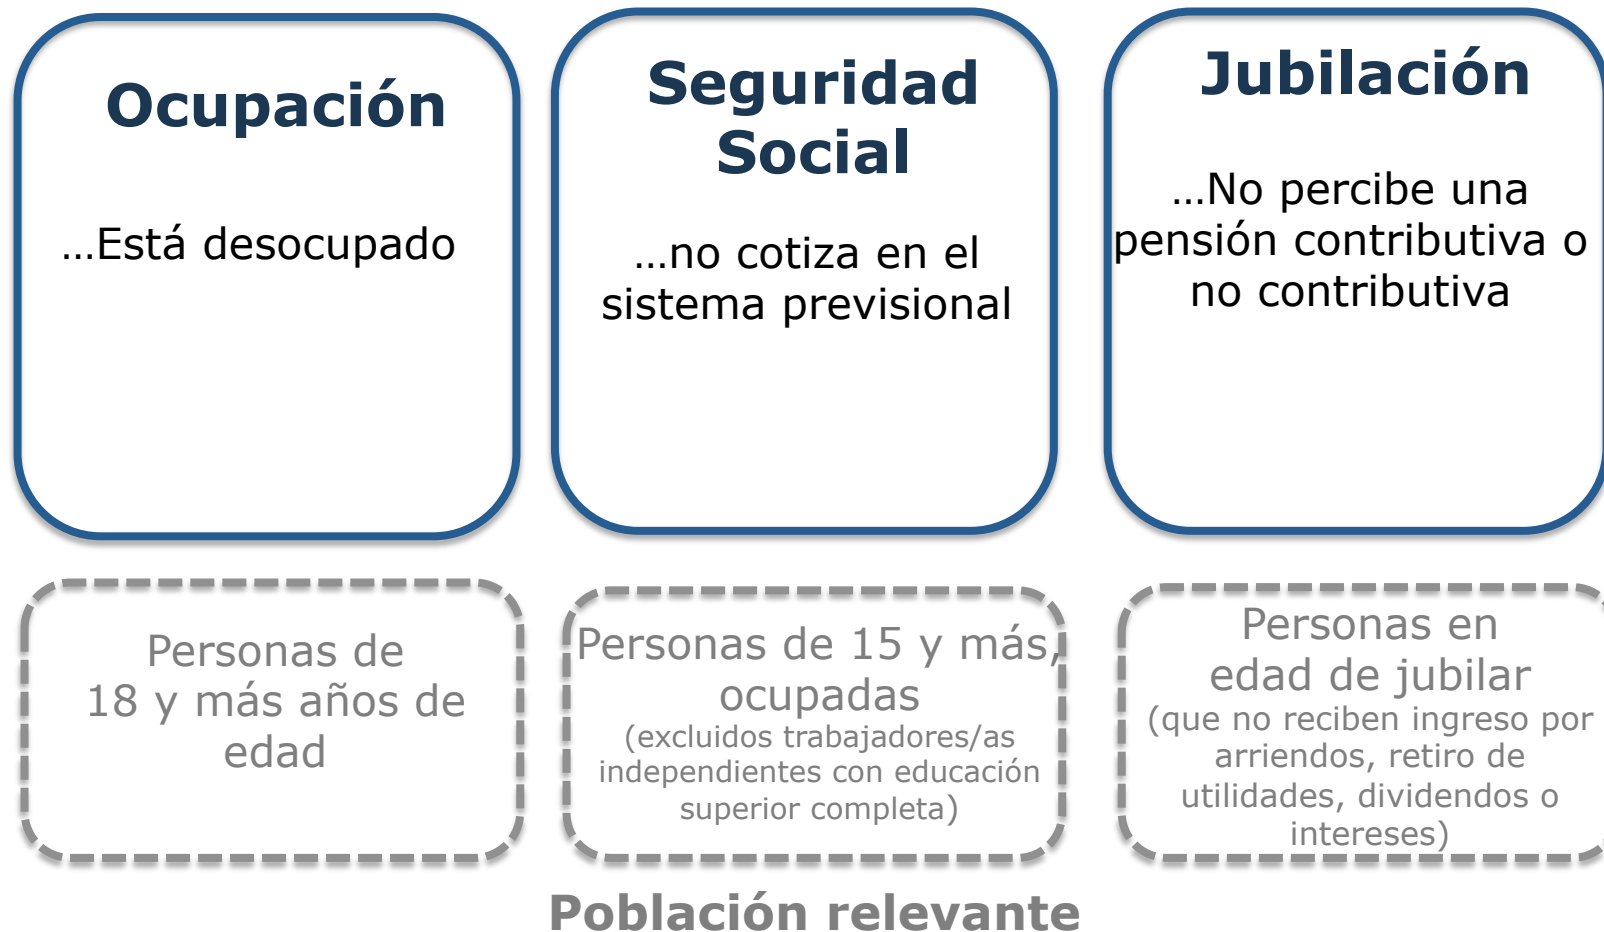 Ocupación
…Está desocupado
Seguridad
Social
…no cotiza en el
sistema previsional
Jubilación
…No percibe una
pensión contributiva o
no contributiva
Personas de
18 y más años de
edad
Personas de 15 y más,
ocupadas
(excluidos trabajadores/as
independientes con educación
superior completa)
Personas en
edad de jubilar
(que no reciben ingreso por
arriendos, retiro de
utilidades, dividendos o
intereses)
Población relevante